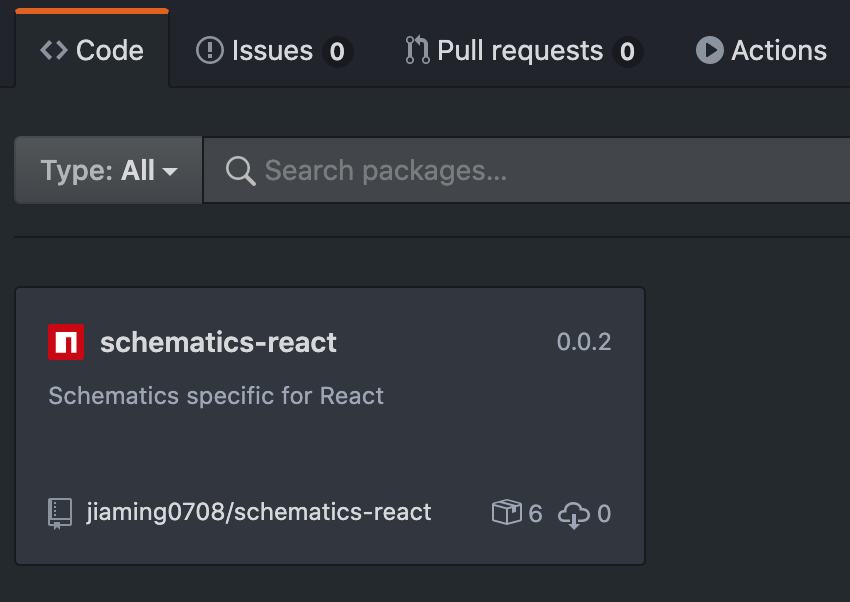 Code Issues 0 Pull requests 0 Actions
Type: All Search packages...
schematics-react 0.0.2
Schematics specific for React
jiaming0708/schematics-react 6 0